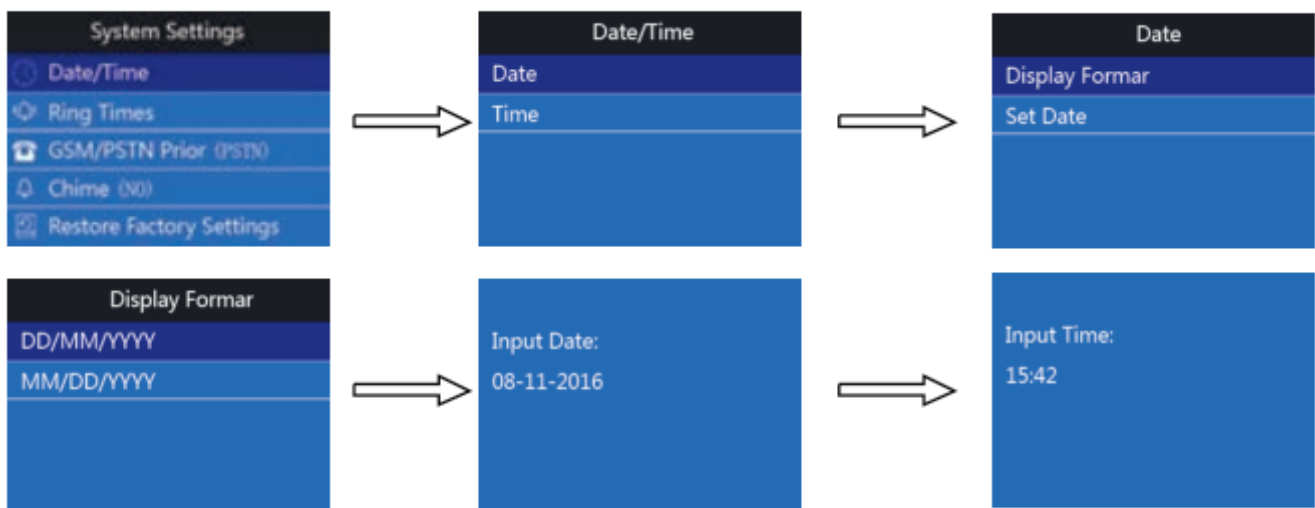 System Settings
Date/Time
Ring Times
GSM/PSTN Prior (PSTN)
Chime (NO)
Restore Factory Settings
Date/Time
Date
Time
Date
Display Formar
Set Date
Display Formar
DD/MM/YYYY
MM/DD/YYYY
Input Date:
08-11-2016
Input Time:
15:42